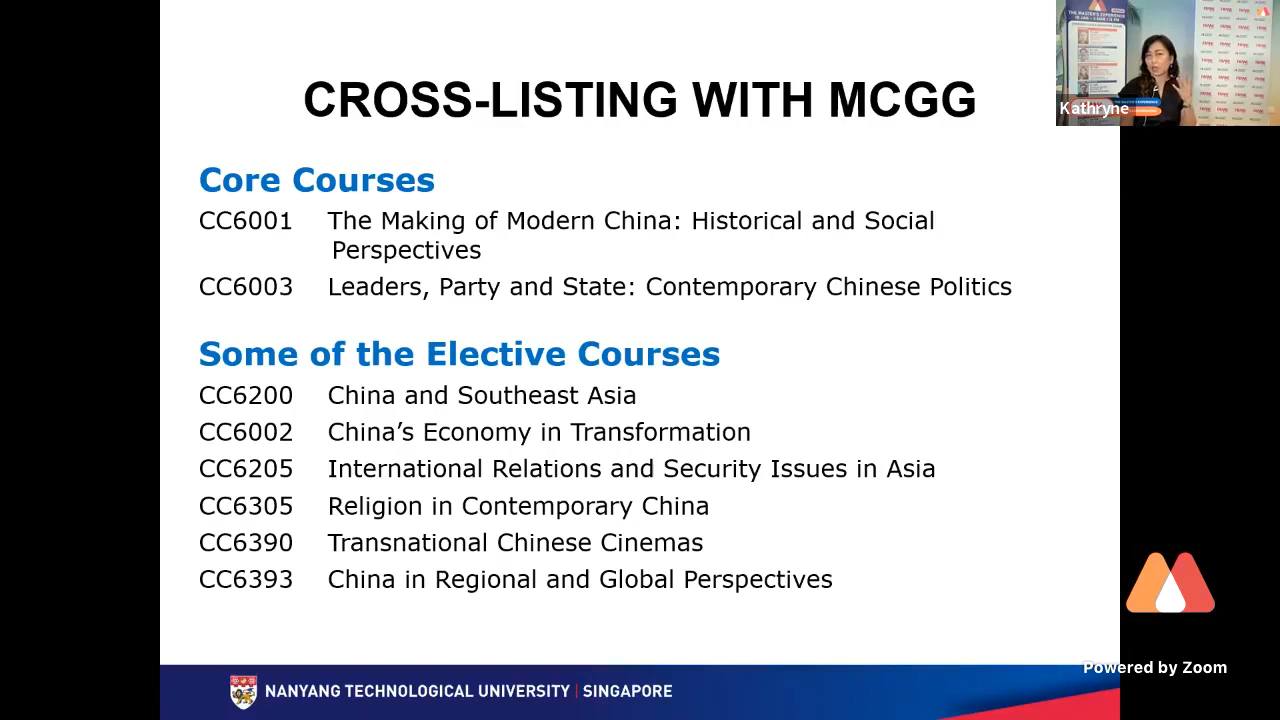 CROSS-LISTING WITH MCGG
Core Courses
CC6001 The Making of Modern China: Historical and Social
Perspectives
CC6003 Leaders, Party and State: Contemporary Chinese Politics
Some of the Elective Courses
CC6200 China and Southeast Asia
CC6002 China’s Economy in Transformation
CC6205 International Relations and Security Issues in Asia
CC6305 Religion in Contemporary China
CC6390 Transnational Chinese Cinemas
CC6393 China in Regional and Global Perspectives
NANYANG TECHNOLOGICAL UNIVERSITY | SINGAPORE
THE MASTER'S EXPERIENCE
Kathryne
Powered by Zoom